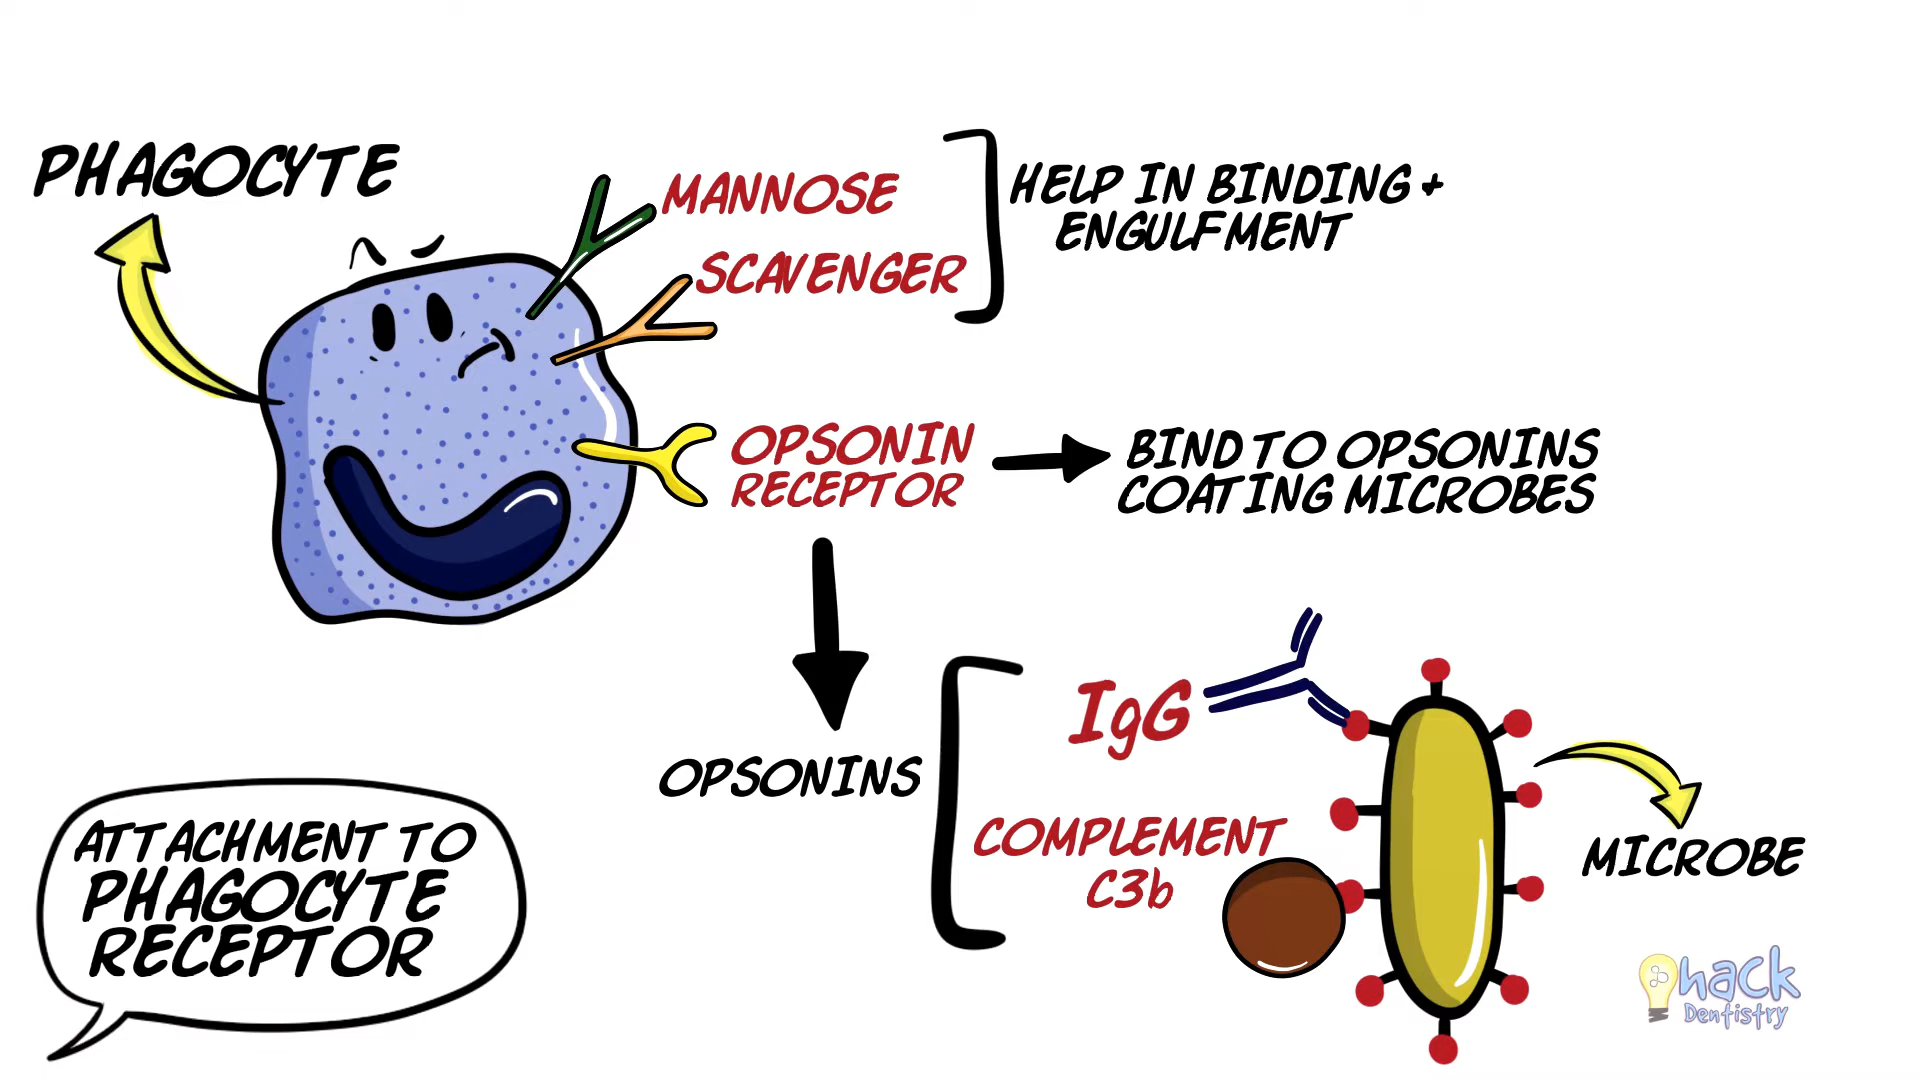 PHAGOCYTE
MANNOSE
SCAVENGER
HELP IN BINDING +
ENGULFMENT
OPSONIN
RECEPTOR
BIND TO OPSONINS
COATING MICROBES
OPSONINS
IgG
COMPLEMENT
C3b
MICROBE
ATTACHMENT TO
PHAGOCYTE
RECEPTOR
hack
Dentistry